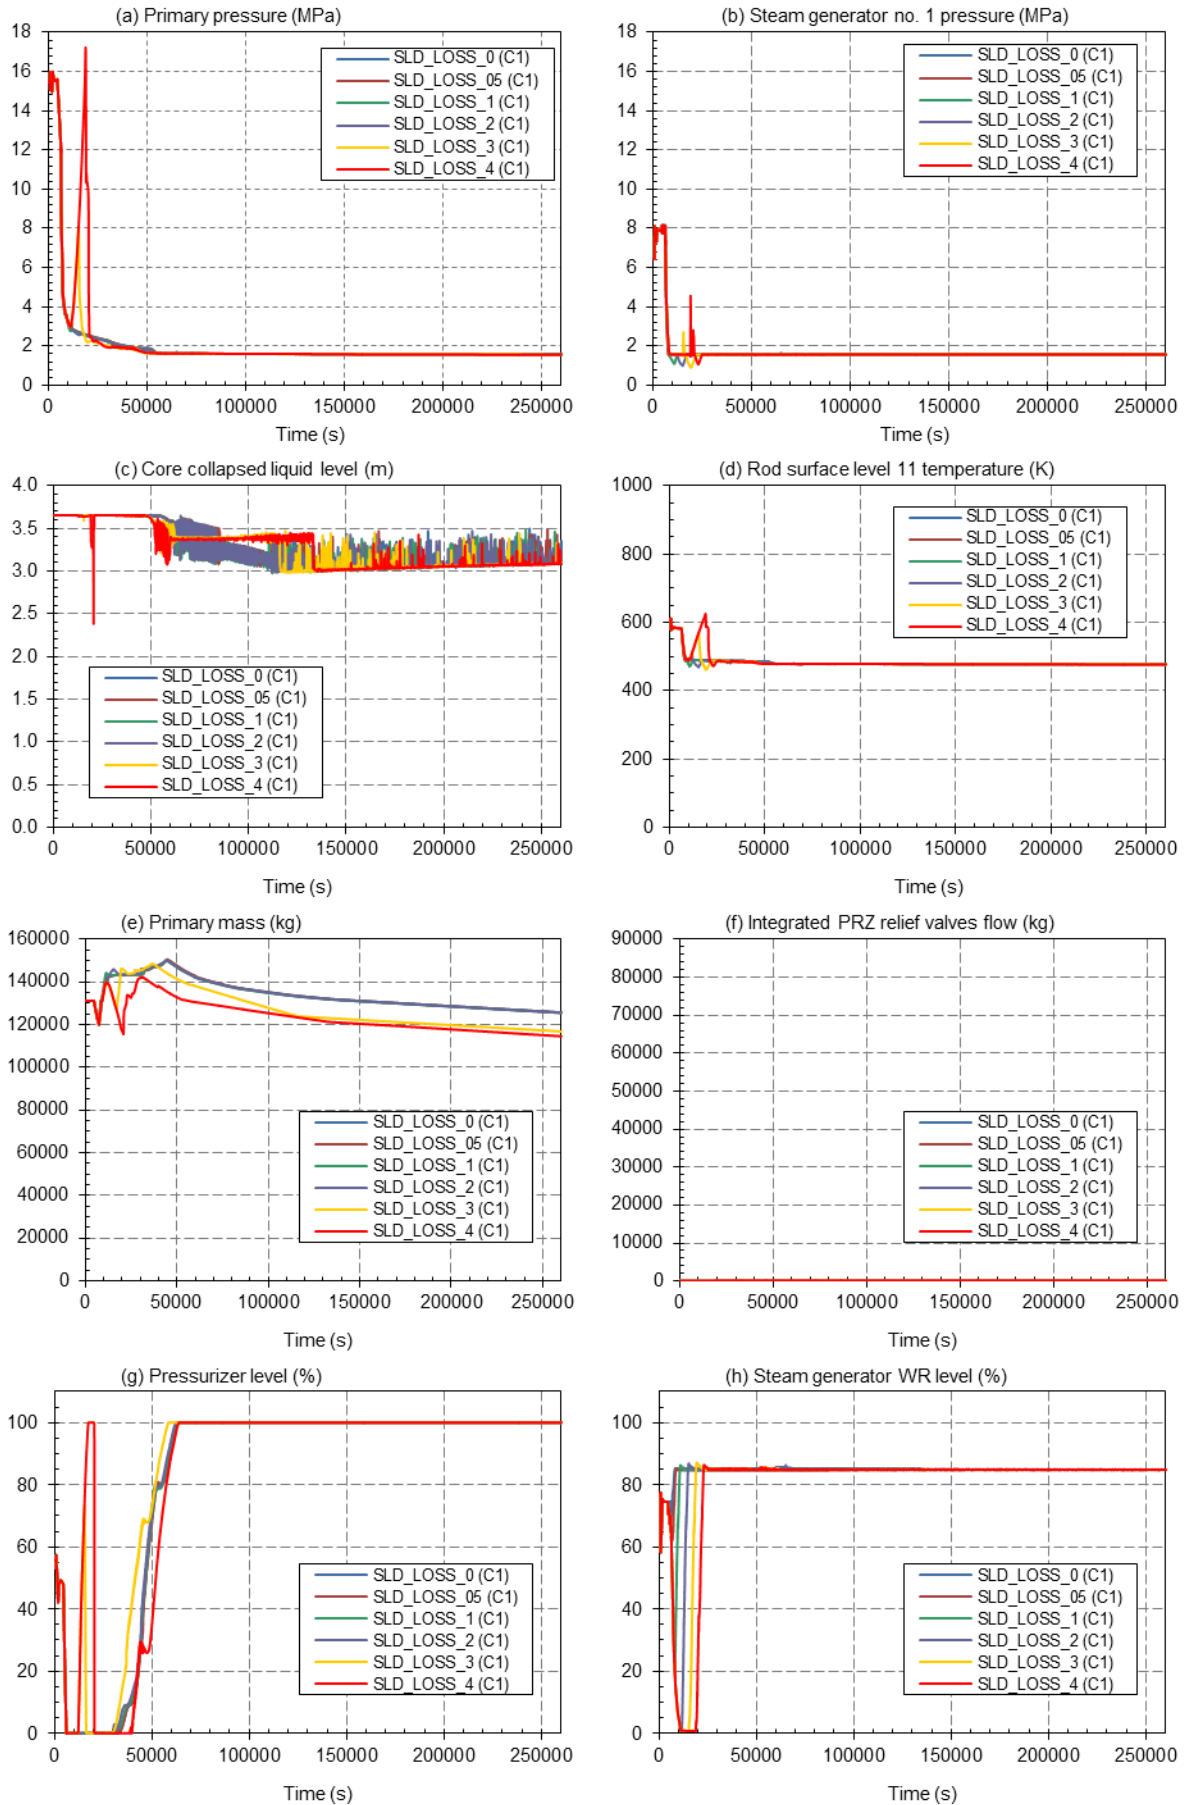 (a) Primary pressure (MPa)
18
16
14
12
10
8
6
4
2
0
SLD_LOSS_0 (C1)
SLD_LOSS_05 (C1)
SLD_LOSS_1 (C1)
SLD_LOSS_2 (C1)
SLD_LOSS_3 (C1)
SLD_LOSS_4 (C1)
0 50000 100000 150000 200000 250000
Time (s)
(b) Steam generator no. 1 pressure (MPa)
18
16
14
12
10
8
6
4
2
0
SLD_LOSS_0 (C1)
SLD_LOSS_05 (C1)
SLD_LOSS_1 (C1)
SLD_LOSS_2 (C1)
SLD_LOSS_3 (C1)
SLD_LOSS_4 (C1)
0 50000 100000 150000 200000 250000
Time (s)
(c) Core collapsed liquid level (m)
4.0
3.5
3.0
2.5
2.0
1.5
1.0
0.5
0.0
SLD_LOSS_0 (C1)
SLD_LOSS_05 (C1)
SLD_LOSS_1 (C1)
SLD_LOSS_2 (C1)
SLD_LOSS_3 (C1)
SLD_LOSS_4 (C1)
0 50000 100000 150000 200000 250000
Time (s)
(d) Rod surface level 11 temperature (K)
1000
800
600
400
200
0
SLD_LOSS_0 (C1)
SLD_LOSS_05 (C1)
SLD_LOSS_1 (C1)
SLD_LOSS_2 (C1)
SLD_LOSS_3 (C1)
SLD_LOSS_4 (C1)
0 50000 100000 150000 200000 250000
Time (s)
(e) Primary mass (kg)
160000
140000
120000
100000
80000
60000
40000
20000
0
SLD_LOSS_0 (C1)
SLD_LOSS_05 (C1)
SLD_LOSS_1 (C1)
SLD_LOSS_2 (C1)
SLD_LOSS_3 (C1)
SLD_LOSS_4 (C1)
0 50000 100000 150000 200000 250000
Time (s)
(f) Integrated PRZ relief valves flow (kg)
90000
80000
70000
60000
50000
40000
30000
20000
10000
0
SLD_LOSS_0 (C1)
SLD_LOSS_05 (C1)
SLD_LOSS_1 (C1)
SLD_LOSS_2 (C1)
SLD_LOSS_3 (C1)
SLD_LOSS_4 (C1)
0 50000 100000 150000 200000 250000
Time (s)
(g) Pressurizer level (%)
100
80
60
40
20
0
SLD_LOSS_0 (C1)
SLD_LOSS_05 (C1)
SLD_LOSS_1 (C1)
SLD_LOSS_2 (C1)
SLD_LOSS_3 (C1)
SLD_LOSS_4 (C1)
0 50000 100000 150000 200000 250000
Time (s)
(h) Steam generator WR level (%)
100
80
60
40
20
0
SLD_LOSS_0 (C1)
SLD_LOSS_05 (C1)
SLD_LOSS_1 (C1)
SLD_LOSS_2 (C1)
SLD_LOSS_3 (C1)
SLD_LOSS_4 (C1)
0 50000 100000 150000 200000 250000
Time (s)